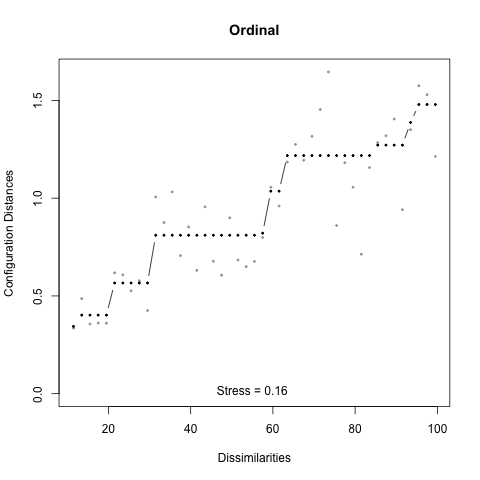 Ordinal
Configuration Distances
1.5
1.0
0.5
0.0
Stress = 0.16
20 40 60 80 100
Dissimilarities